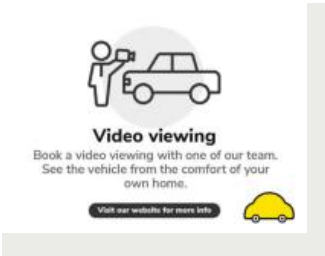 Video viewing
Book a video viewing with one of our team.
See the vehicle from the comfort of your
own home.
Visit our website for more info